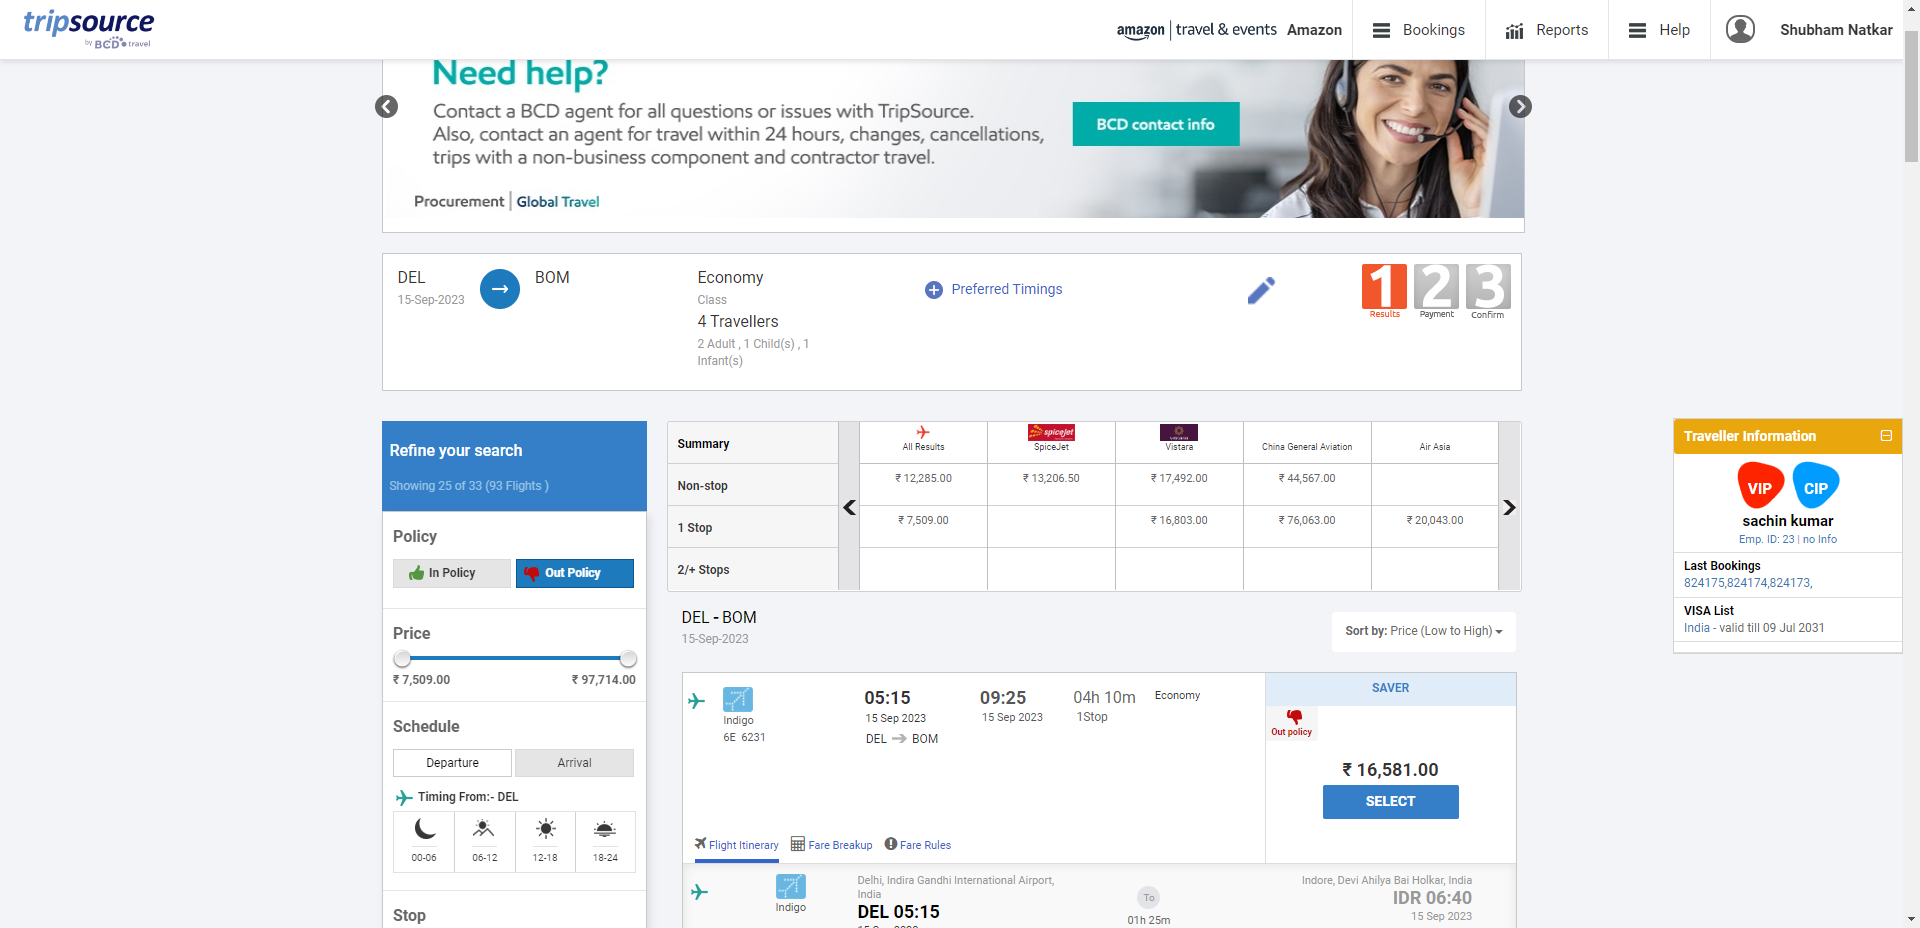 tripsource
by BCD travel
amazon | travel & events Amazon
Bookings
Reports
Help
Shubham Natkar
Need help?
Contact a BCD agent for all questions or issues with TripSource.
Also, contact an agent for travel within 24 hours, changes, cancellations,
trips with a non-business component and contractor travel.
BCD contact info
Procurement | Global Travel
DEL
15-Sep-2023
BOM
Economy
Class
4 Travellers
2 Adult , 1 Child(s) , 1
Infant(s)
Preferred Timings
1 2 3
Results Payment Confirm
Refine your search
Showing 25 of 33 (93 Flights )
Policy
In Policy Out Policy
Price
₹ 7,509.00 ₹ 97,714.00
Schedule
Departure Arrival
Timing From:- DEL
00-06 06-12 12-18 18-24
Stop
Summary
All Results
spicejet
SpiceJet
Vistara
China General Aviation
Air Asia
Non-stop ₹ 12,285.00 ₹ 13,206.50 ₹ 17,492.00 ₹ 44,567.00
1 Stop ₹ 7,509.00 ₹ 16,803.00 ₹ 76,063.00 ₹ 20,043.00
2/+ Stops
DEL - BOM
15-Sep-2023
Sort by: Price (Low to High)
Indigo
6E 6231
05:15
15 Sep 2023
DEL BOM
09:25
15 Sep 2023
04h 10m
1Stop
Economy
SAVER
Out policy
₹ 16,581.00
SELECT
Flight Itinerary Fare Breakup Fare Rules
Indigo
Delhi, Indira Gandhi International Airport,
India
DEL 05:15
To
01h 25m
Indore, Devi Ahilya Bai Holkar, India
IDR 06:40
15 Sep 2023
Traveller Information
VIP CIP
sachin kumar
Emp. ID: 23 | no Info
Last Bookings
824175,824174,824173,
VISA List
India - valid till 09 Jul 2031